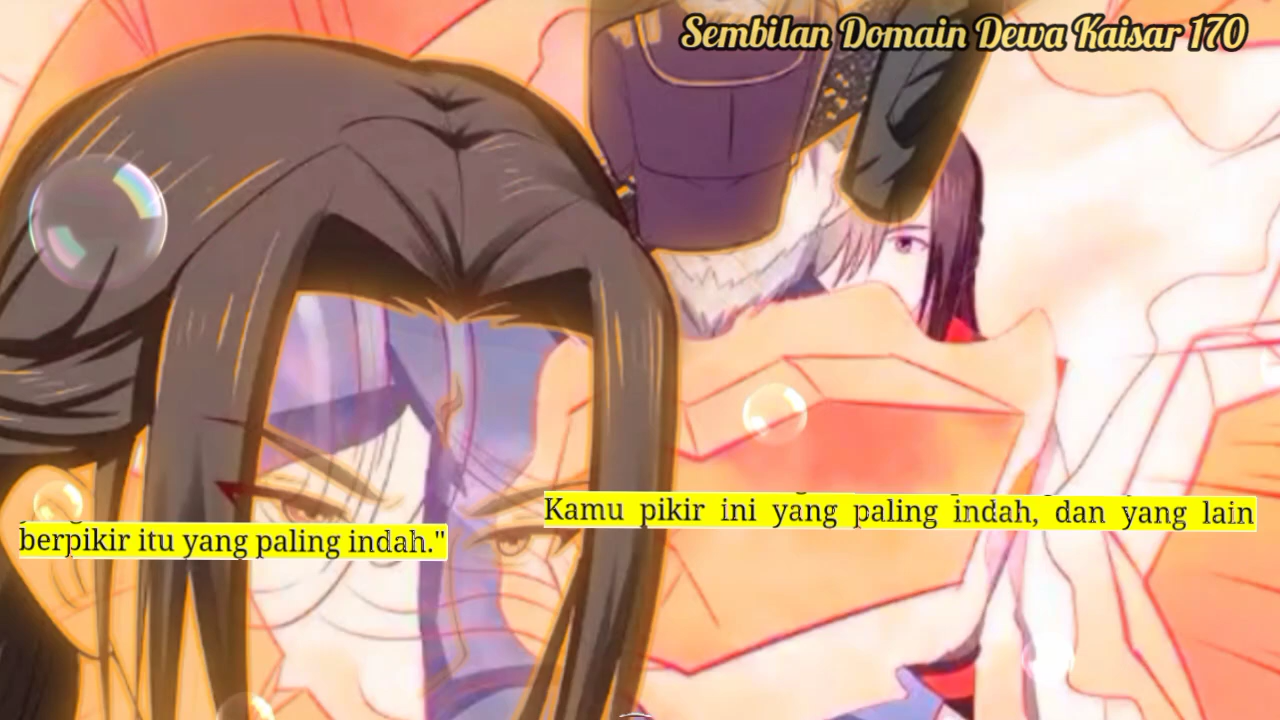 Sembilan Domain Dewa Kaisar 170
Kamu pikir ini yang paling indah, dan yang lain
berpikir itu yang paling indah."